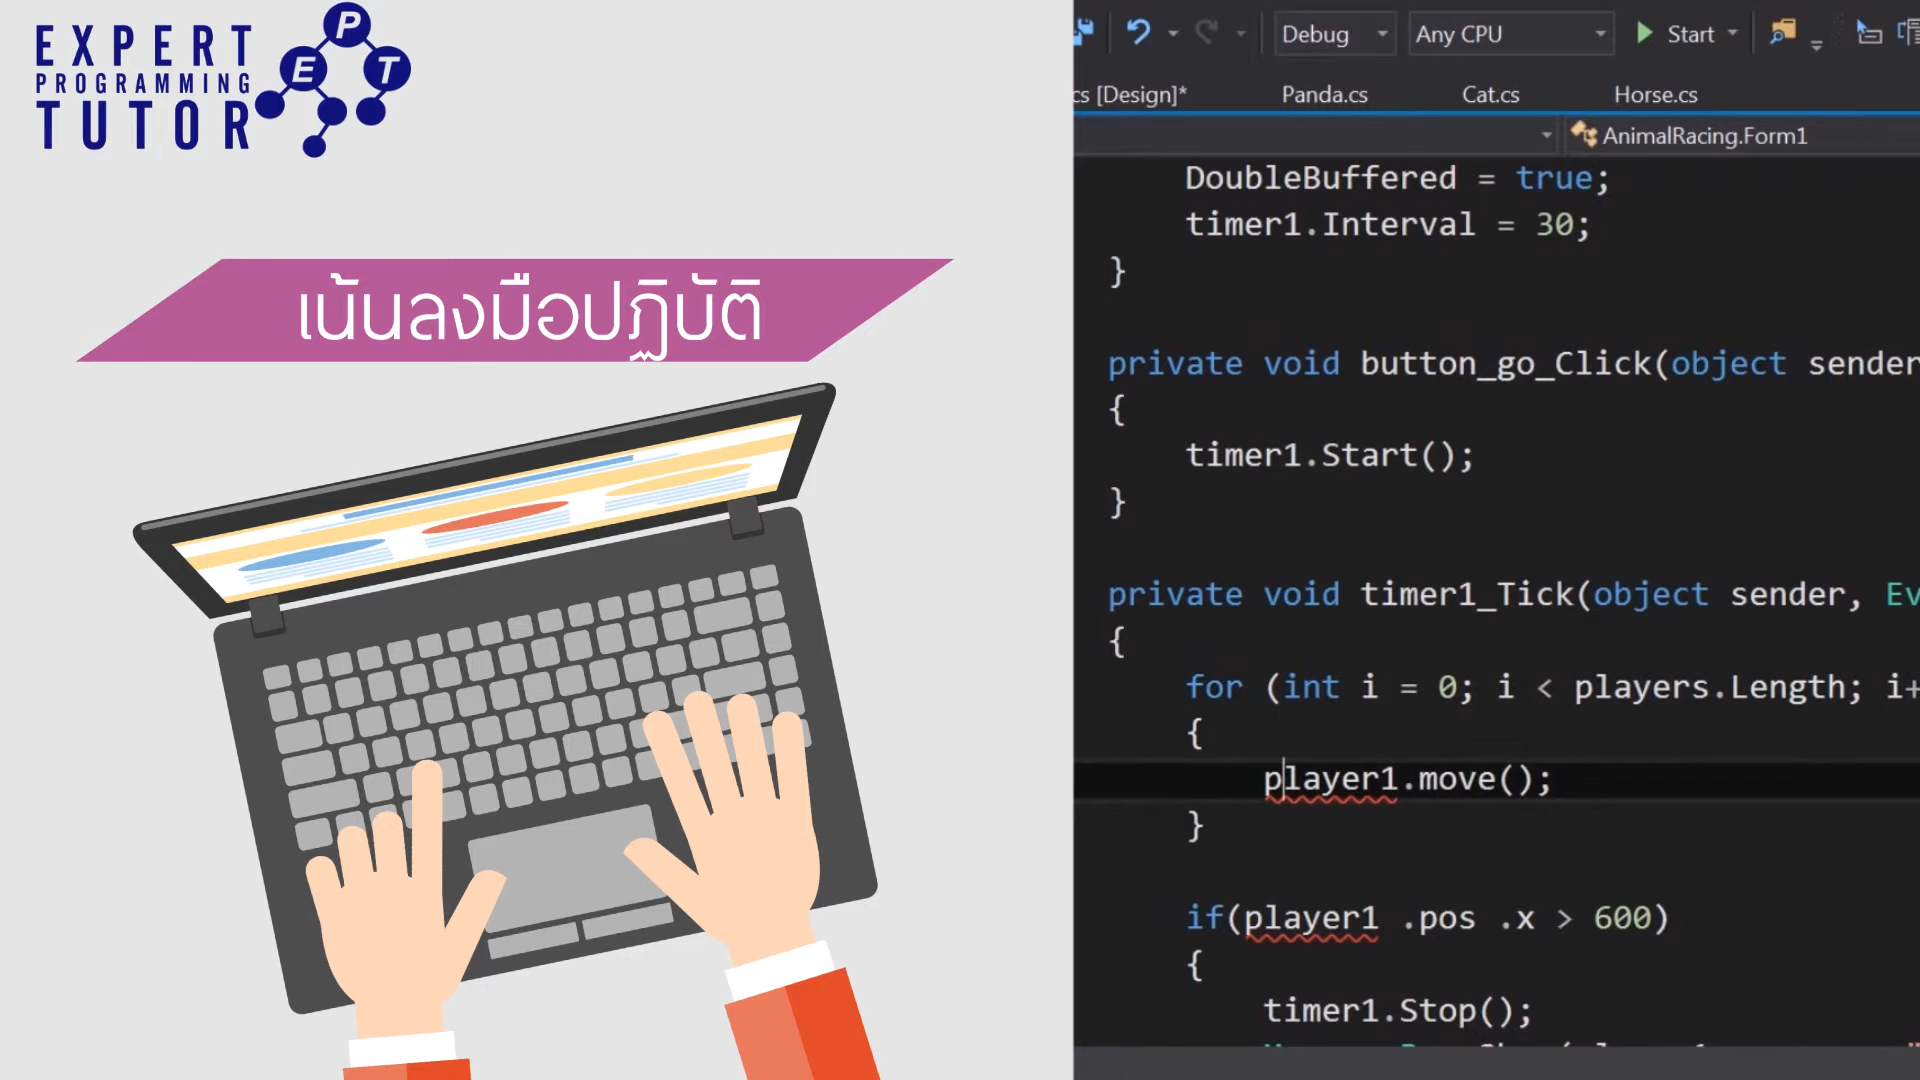 EXPERT
PROGRAMMING
TUTOR
P
E T
เน้นลงมือปฏิบัติ
Debug Any CPU Start
cs [Design]* Panda.cs Cat.cs Horse.cs
AnimalRacing.Form1
DoubleBuffered = true;
timer1.Interval = 30;
}
private void button_go_Click(object sender
{
timer1.Start();
}
private void timer1_Tick(object sender, Ev
{
for (int i = 0; i < players.Length; i+
{
player1.move();
}
if(player1 .pos .x > 600)
{
timer1.Stop();